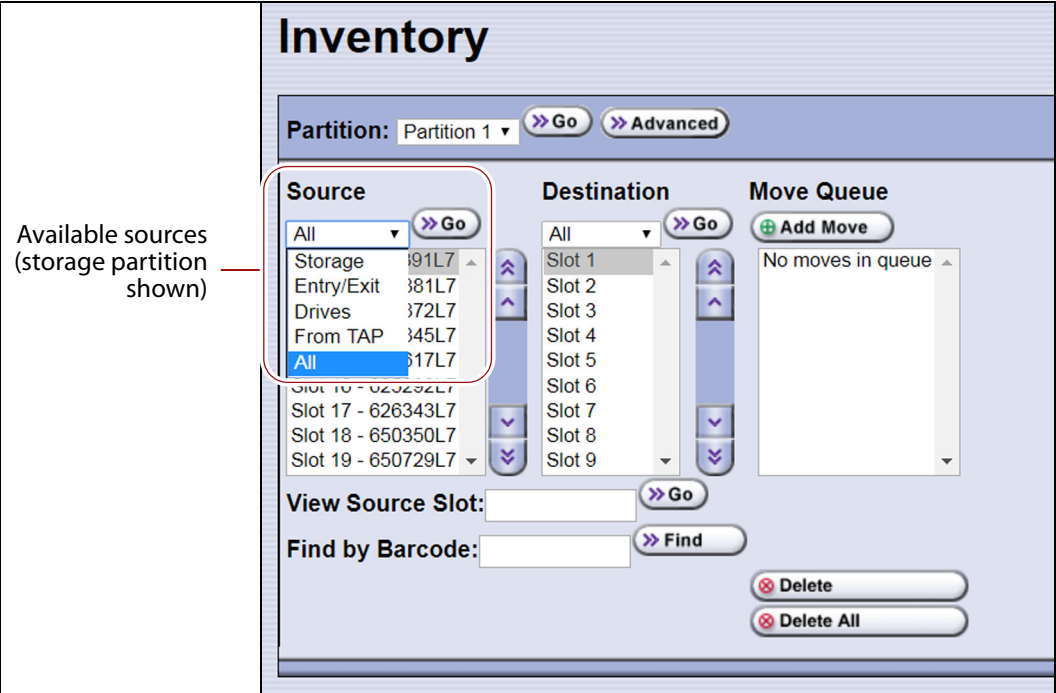 Inventory
Partition: Partition 1 Go Advanced
Available sources
(storage partition
shown)
Source
All Go
Storage
Entry/Exit
Drives
From TAP
All
391L7
381L7
372L7
345L7
617L7
Slot 17 - 626343L7
Slot 18 - 650350L7
Slot 19 - 650729L7
Destination
All Go
Slot 1
Slot 2
Slot 3
Slot 4
Slot 5
Slot 6
Slot 7
Slot 8
Slot 9
Move Queue
Add Move
No moves in queue
View Source Slot: Go
Find by Barcode: Find
Delete
Delete All